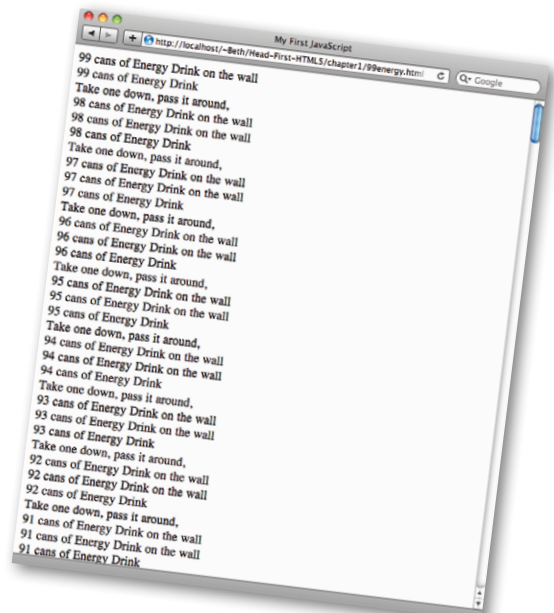 My First JavaScript
http://localhost/~Beth/Head-First-HTML5/chapter1/99energy.html
Google
99 cans of Energy Drink on the wall
99 cans of Energy Drink
Take one down, pass it around,
98 cans of Energy Drink on the wall
98 cans of Energy Drink on the wall
98 cans of Energy Drink
Take one down, pass it around,
97 cans of Energy Drink on the wall
97 cans of Energy Drink on the wall
97 cans of Energy Drink
Take one down, pass it around,
96 cans of Energy Drink on the wall
96 cans of Energy Drink on the wall
96 cans of Energy Drink
Take one down, pass it around,
95 cans of Energy Drink on the wall
95 cans of Energy Drink on the wall
95 cans of Energy Drink
Take one down, pass it around,
94 cans of Energy Drink on the wall
94 cans of Energy Drink on the wall
94 cans of Energy Drink
Take one down, pass it around,
93 cans of Energy Drink on the wall
93 cans of Energy Drink on the wall
93 cans of Energy Drink
Take one down, pass it around,
92 cans of Energy Drink on the wall
92 cans of Energy Drink on the wall
92 cans of Energy Drink
Take one down, pass it around,
91 cans of Energy Drink on the wall
91 cans of Energy Drink on the wall
91 cans of Energy Drink